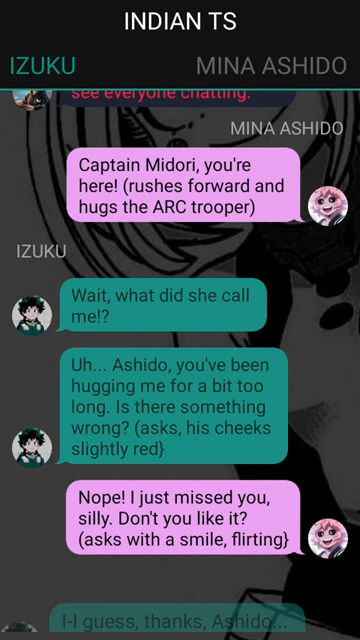 INDIAN TS
IZUKU
MINA ASHIDO
see everyone chatting.
MINA ASHIDO
Captain Midori, you're
here! (rushes forward and
hugs the ARC trooper)
IZUKU
Wait, what did she call
me!?
Uh... Ashido, you've been
hugging me for a bit too
long. Is there something
wrong? (asks, his cheeks
slightly red}
Nope! I just missed you,
silly. Don't you like it?
(asks with a smile, flirting}
I-I guess, thanks, Ashido...